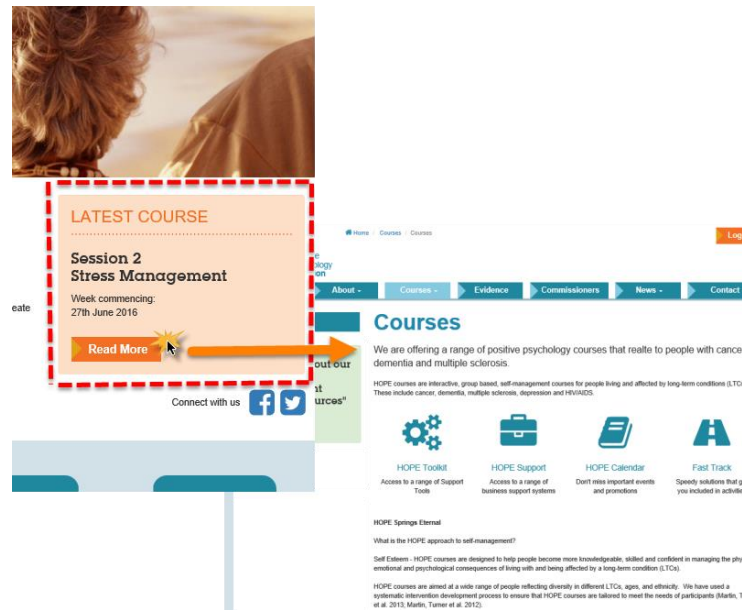 LATEST COURSE
Session 2
Stress Management
Week commencing:
27th June 2016
Read More
Connect with us
eate
Home / Courses / Courses
Log
ology
on
About
Courses
Evidence
Commissioners
News
Contact
out our
nt
urces"
Courses
We are offering a range of positive psychology courses that realte to people with cance
dementia and multiple sclerosis.
HOPE courses are interactive, group based, self-management courses for people living and affected by long-term conditions (LTC
These include cancer, dementia, multiple sclerosis, depression and HIV/AIDS.
HOPE Toolkit
Access to a range of Support
Tools
HOPE Support
Access to a range of
business support systems
HOPE Calendar
Don't miss important events
and promotions
Fast Track
Speedy solutions that g
you included in activitie
HOPE Springs Eternal
What is the HOPE approach to self-management?
Self Esteem - HOPE courses are designed to help people become more knowledgeable, skilled and confident in managing the phy
emotional and psychological consequences of living with and being affected by a long-term condition (LTCs).
HOPE courses are aimed at a wide range of people reflecting diversity in different LTCs, ages, and ethnicity. We have used a
systematic intervention development process to ensure that HOPE courses are tailored to meet the needs of participants (Martin, T
et al. 2013; Martin, Turner et al. 2012).